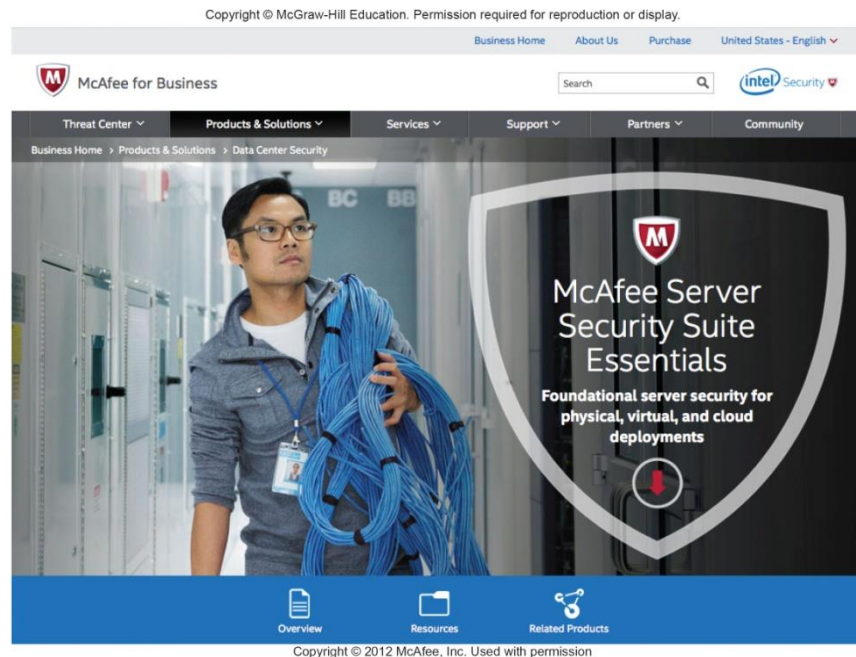 Copyright © McGraw-Hill Education. Permission required for reproduction or display.
Business Home About Us Purchase United States - English
McAfee for Business
Search
intel Security
Threat Center Products & Solutions Services Support Partners Community
Business Home > Products & Solutions > Data Center Security
BC BB
M
McAfee Server
Security Suite
Essentials
Foundational server security for
physical, virtual, and cloud
deployments
Overview Resources Related Products
Copyright © 2012 McAfee, Inc. Used with permission